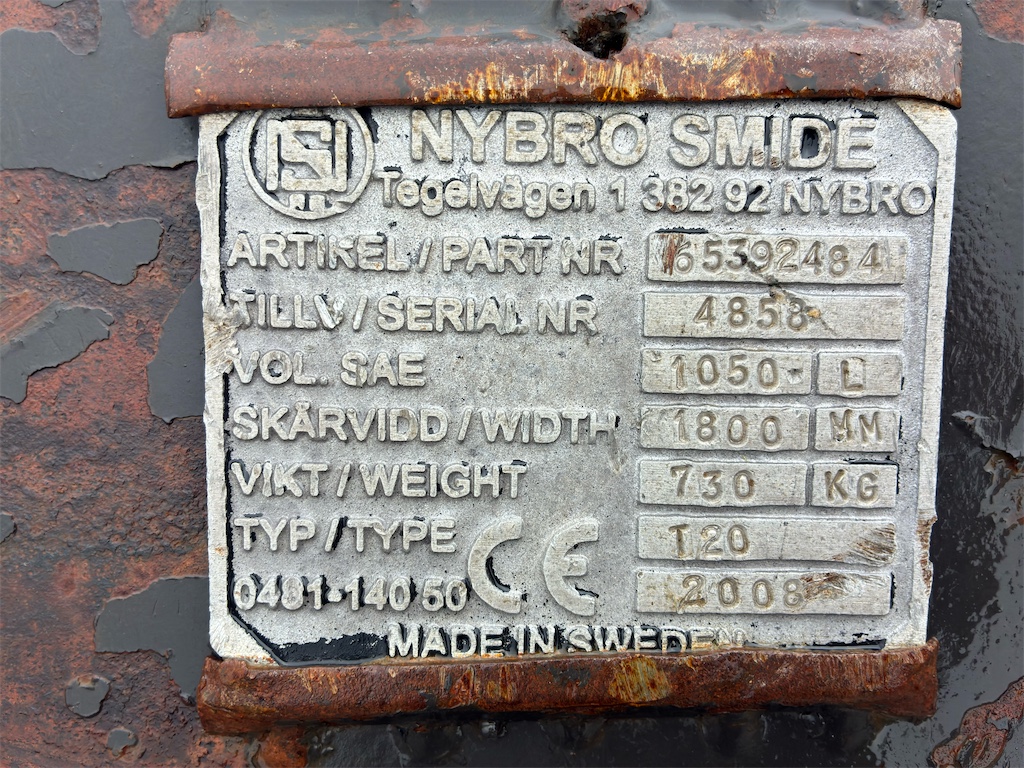 NYBRO SMIDE
Tegelvägen 1 382 92 NYBRO
ARTIKEL / PART NR 65392484
TILLV / SERIAL NR 4858
VOL. SAE 1050 L
SKÄRVIDD / WIDTH 1800 MM
VIKT / WEIGHT 730 KG
TYP / TYPE T20
0481-140 50 CE 2008
MADE IN SWEDEN